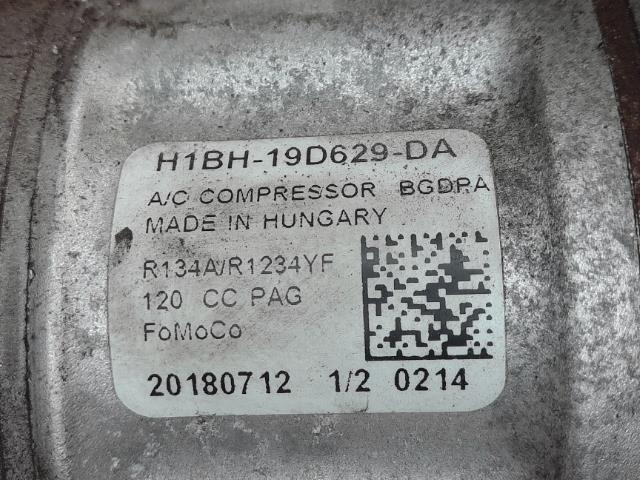 H1BH-19D629-DA
A/C COMPRESSOR BGDPA
MADE IN HUNGARY
R134A/R1234YF
120 CC PAG
FoMoCo
20180712 1/2 0214